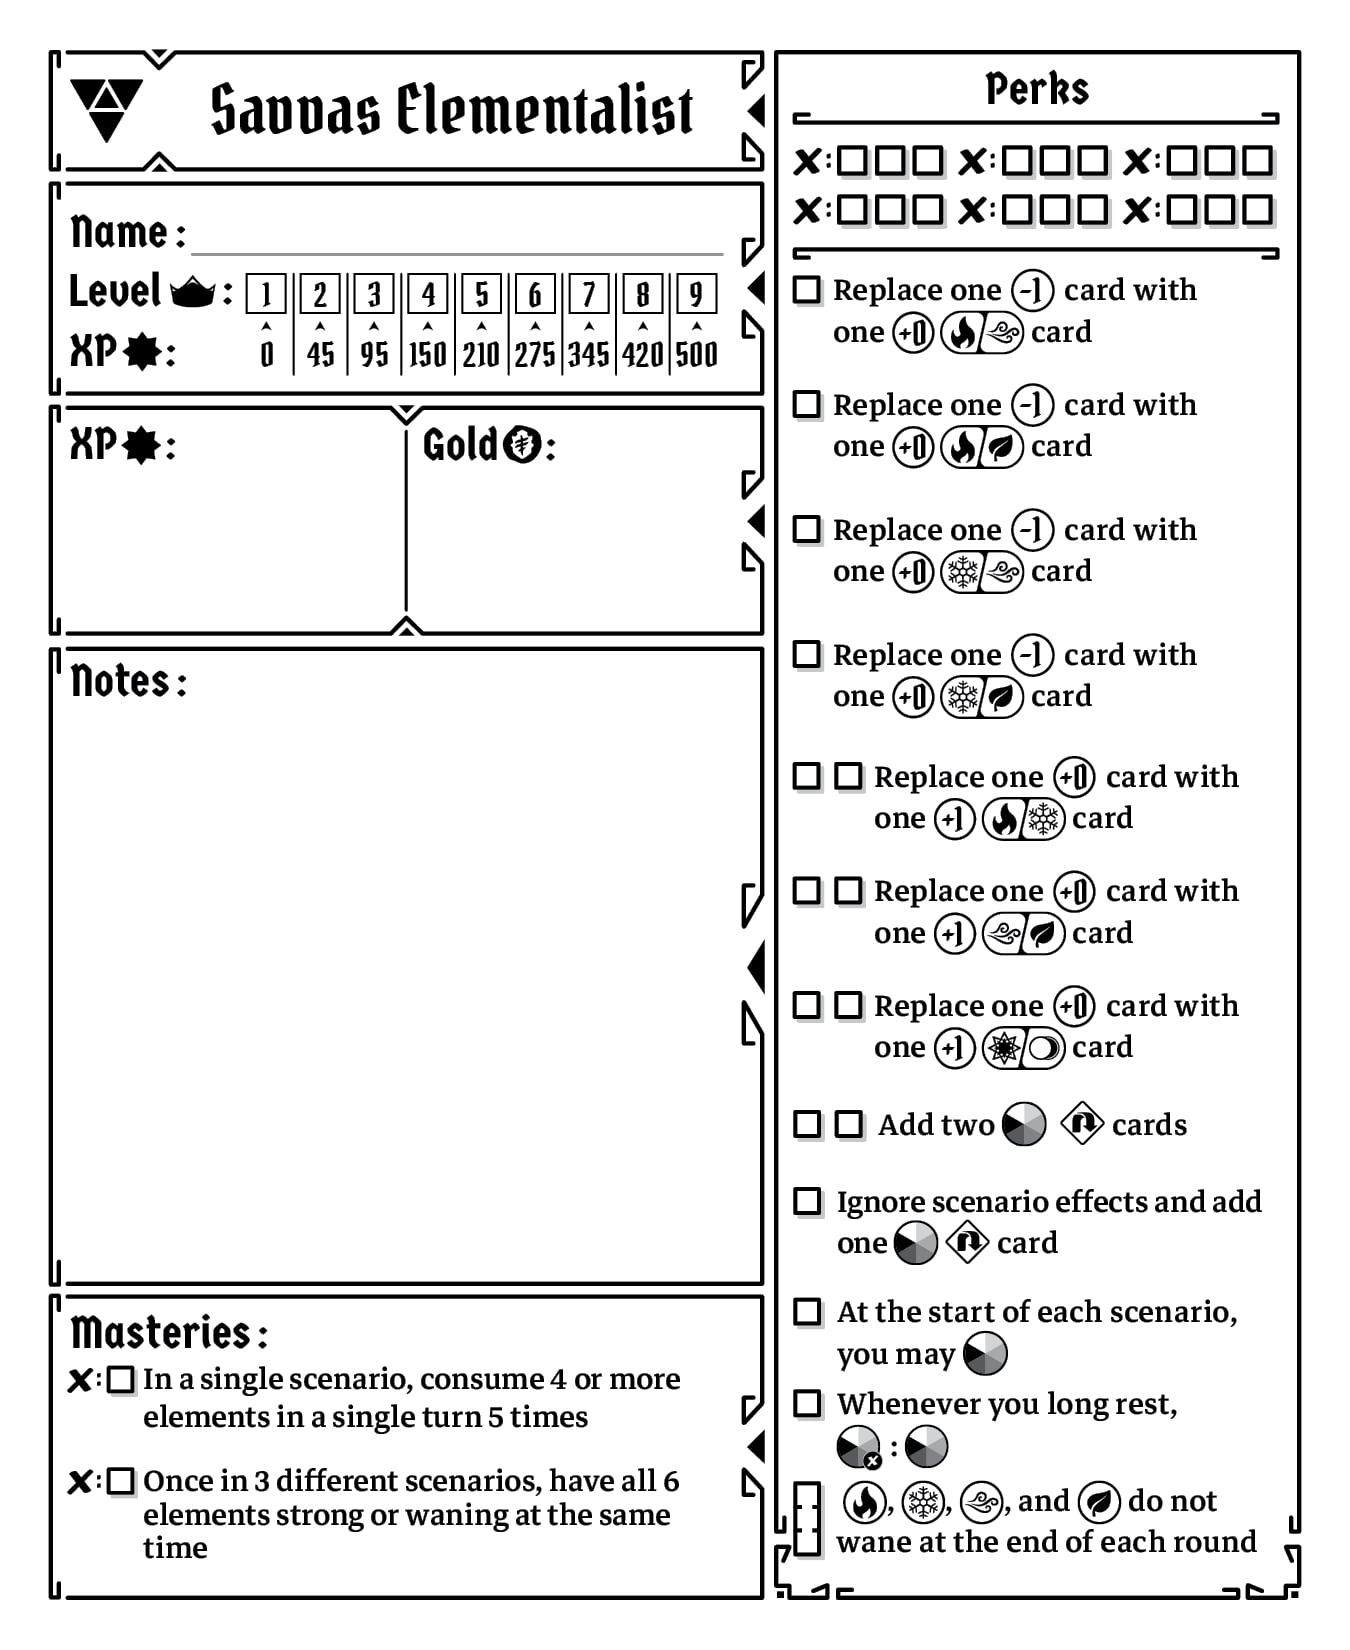 Savvas Elementalist
Name:
Level : 1 2 3 4 5 6 7 8 9
XP : 0 45 95 150 210 275 345 420 500
XP :
Gold :
Notes:
Masteries:
x: In a single scenario, consume 4 or more
elements in a single turn 5 times
x: Once in 3 different scenarios, have all 6
elements strong or waning at the same
time
Perks
x: x: x:
x: x: x:
Replace one -1 card with
one +0 card
Replace one -1 card with
one +0 card
Replace one -1 card with
one +0 card
Replace one -1 card with
one +0 card
Replace one +0 card with
one +1 card
Replace one +0 card with
one +1 card
Replace one +0 card with
one +1 card
Add two cards
Ignore scenario effects and add
one card
At the start of each scenario,
you may
Whenever you long rest,
x :
, , , and do not
wane at the end of each round